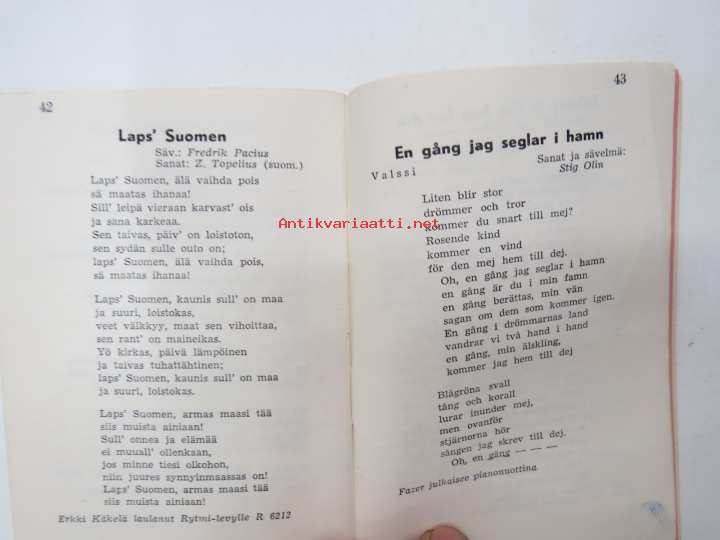 42
Laps' Suomen
Säv.: Fredrik Pacius
Sanat: Z. Topelius (suom.)
Laps' Suomen, älä vaihda pois
sä maatas ihanaa!
Sill' leipä vieraan karvast' ois
ja sana karkeaa.
Sen taivas, päiv' on loistoton,
sen sydän sulle outo on;
laps' Suomen, älä vaihda pois,
sä maatas ihanaa!
Laps' Suomen, kaunis sull' on maa
ja suuri, loistokas,
veet välkkyy, maat sen vihoittaa,
sen rant' on maineikas.
Yö kirkas, päivä lämpöinen
ja taivas tuhattähtinen;
laps' Suomen, kaunis sull' on maa
ja suuri, loistokas.
Laps' Suomen, armas maasi tää
siis muista ainiaan!
Sull' onnea ja elämää
ei muuall' ollenkaan,
jos minne tiesi olkohon,
niin juures synnyinmaassas on!
Laps' Suomen, armas maasi tää
siis muista ainiaan!
Erkki Käkelä laulanut Rytmi-levylle R 6212
43
En gång jag seglar i hamn
Valssi
Sanat ja sävelmä:
Stig Olin
Liten blir stor
drömmer och tror
Kommer du snart till mej?
Rosende kind
kommer en vind
för den mej hem till dej.
Oh, en gång jag seglar i hamn
en gång är du i min famn
en gång berättas, min vän
sagan om dem som kommer igen.
En gång i drömmarnas land
vandrar vi två hand i hand
en gång, min älskling,
kommer jag hem till dej
Blågröna svall
tång och korall
lurar inunder mej,
men ovanför
stjärnorna hör
sången jag skrev till dej.
Oh, en gång — — —
Fazer julkaisee pianonuottina
Antikvariaatti.net